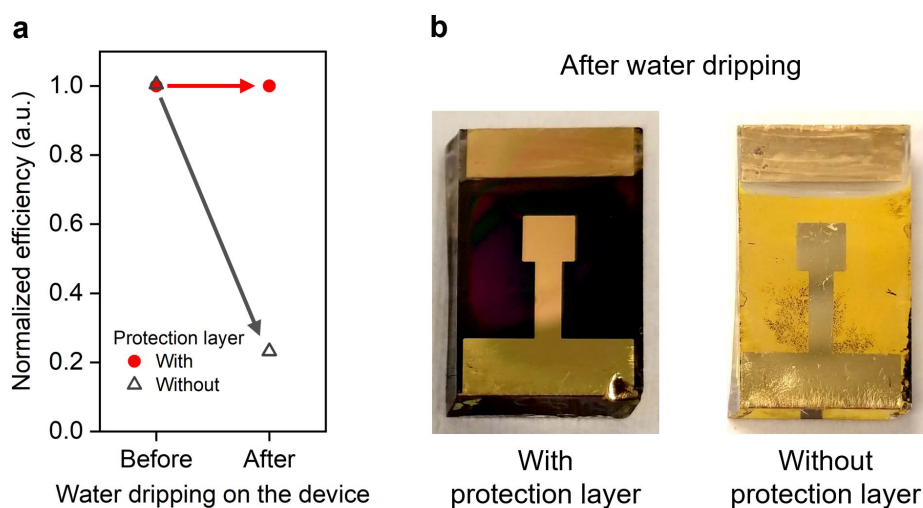 a
Normalized efficiency (a.u.)
1.0
0.8
0.6
0.4
0.2
0.0
Protection layer
With
Without
Before
After
Water dripping on the device
b
After water dripping
With
protection layer
Without
protection layer